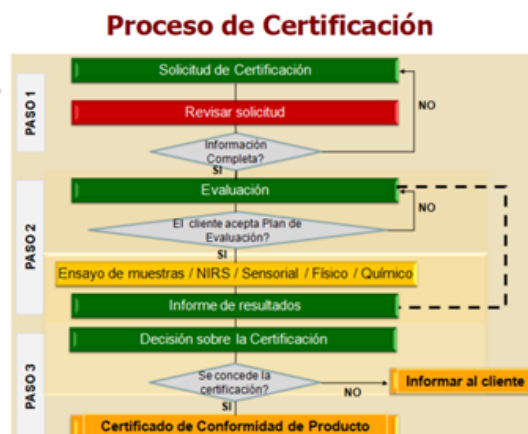 Proceso de Certificación
PASO 1
Solicitud de Certificación
NO
Revisar solicitud
Información
Completa?
SI
PASO 2
Evaluación
NO
El cliente acepta Plan de
Evaluación?
SI
Ensayo de muestras / NIRS / Sensorial / Físico / Químico
Informe de resultados
PASO 3
Decisión sobre la Certificación
Se concede la
certificación?
NO
Informar al cliente
SI
Certificado de Conformidad de Producto